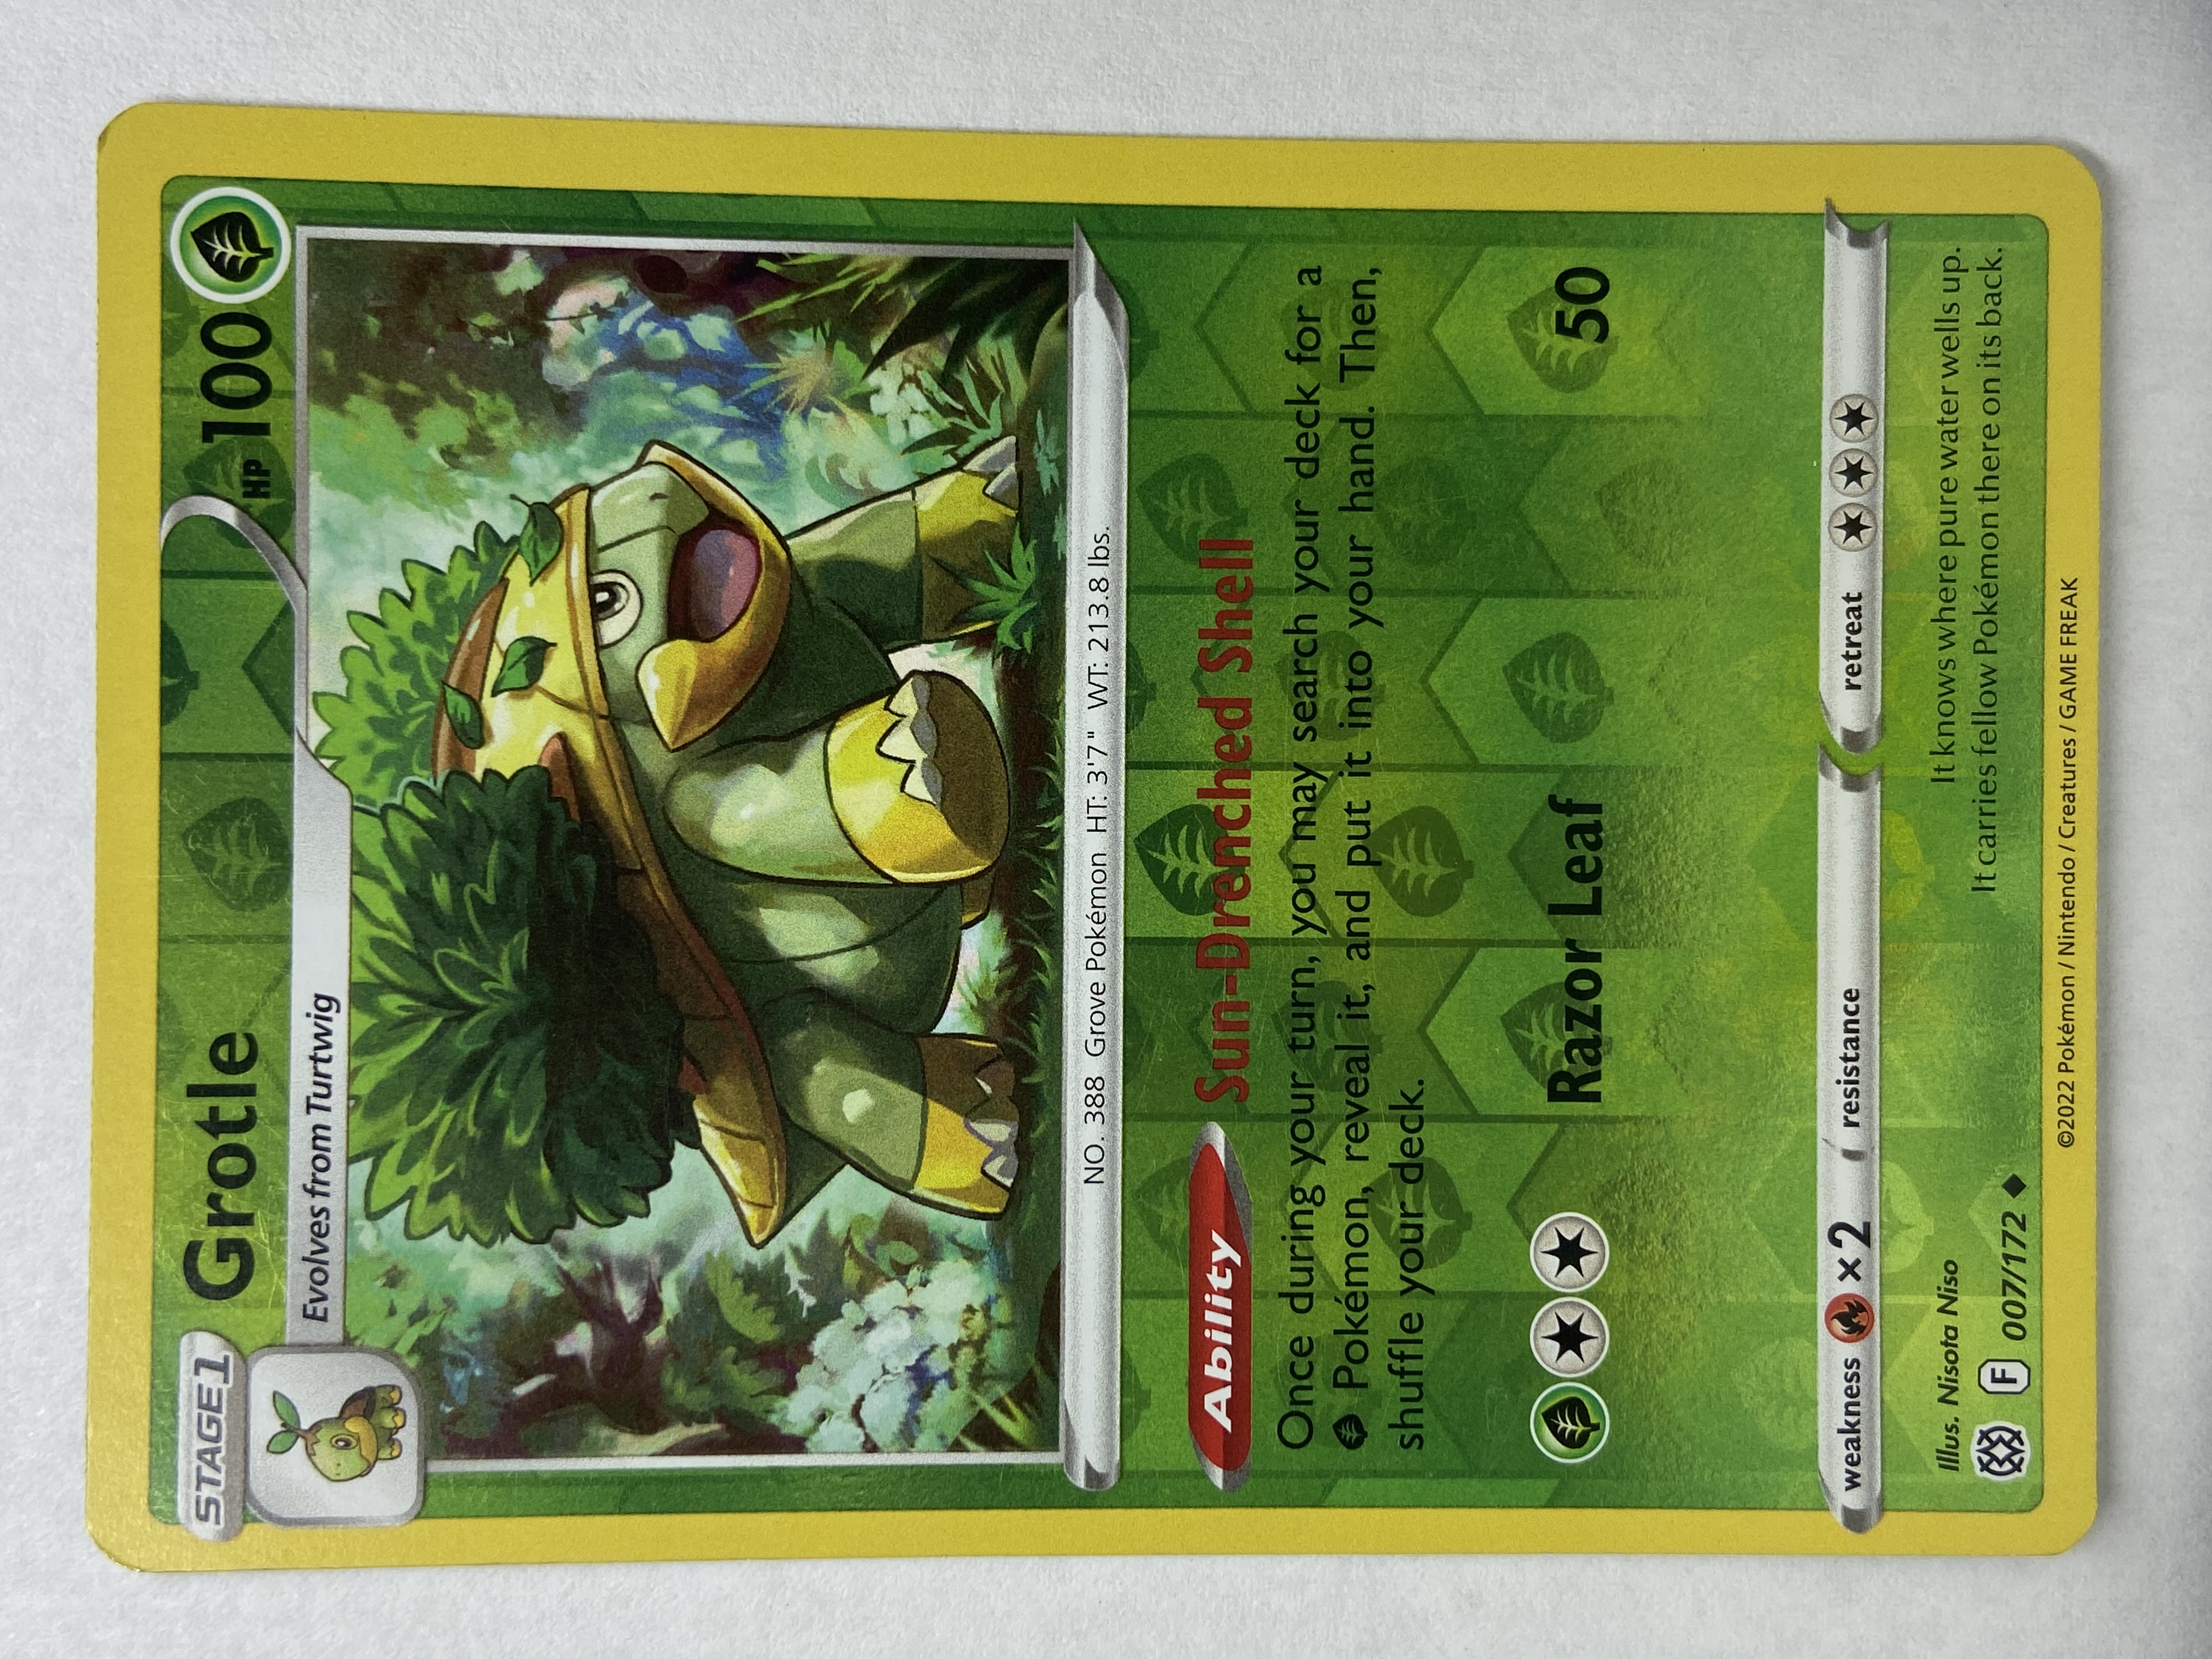 STAGE1
Grotle
HP 100
Evolves from Turtwig
NO. 388 Grove Pokémon HT: 3'7" WT: 213.8 lbs.
Ability Sun-Drenched Shell
Once during your turn, you may search your deck for a
Pokémon, reveal it, and put it into your hand. Then,
shuffle your deck.
Razor Leaf 50
weakness ×2 resistance retreat
Illus. Nisota Niso
It knows where pure water wells up.
It carries fellow Pokémon there on its back.
F 007/172
©2022 Pokémon / Nintendo / Creatures / GAME FREAK